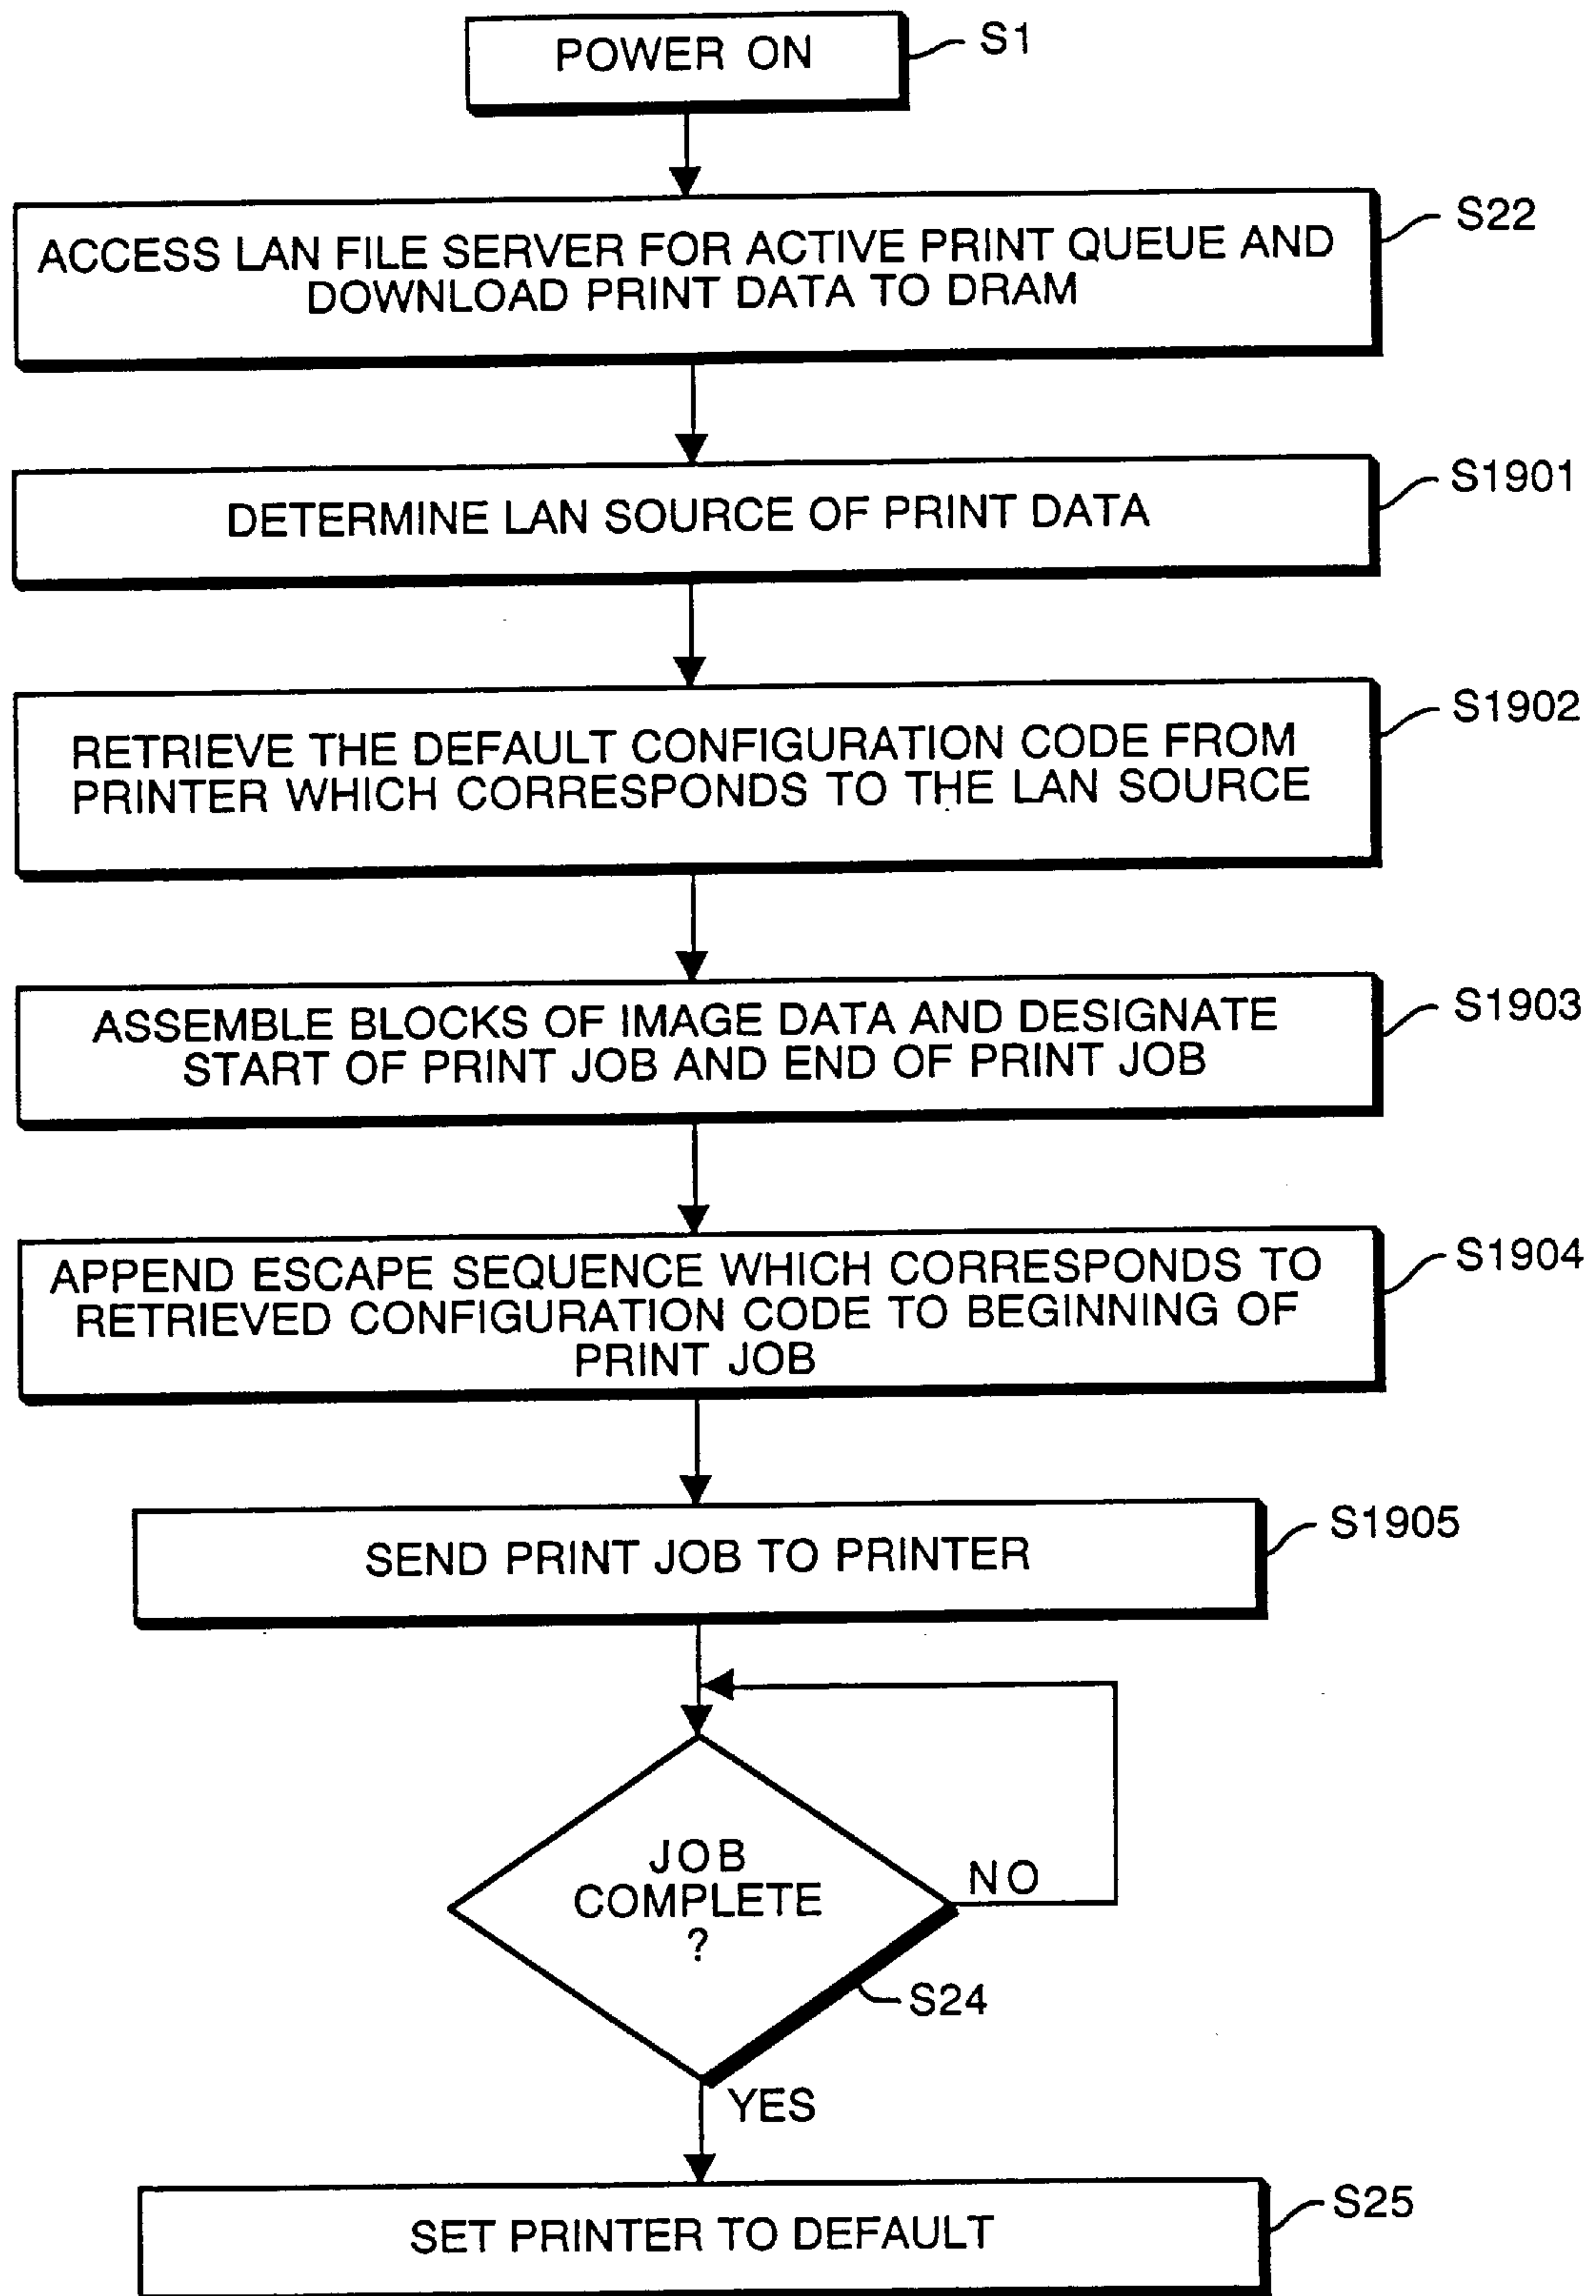 POWER ON
S1
ACCESS LAN FILE SERVER FOR ACTIVE PRINT QUEUE AND
DOWNLOAD PRINT DATA TO DRAM
S22
DETERMINE LAN SOURCE OF PRINT DATA
S1901
RETRIEVE THE DEFAULT CONFIGURATION CODE FROM
PRINTER WHICH CORRESPONDS TO THE LAN SOURCE
S1902
ASSEMBLE BLOCKS OF IMAGE DATA AND DESIGNATE
START OF PRINT JOB AND END OF PRINT JOB
S1903
APPEND ESCAPE SEQUENCE WHICH CORRESPONDS TO
RETRIEVED CONFIGURATION CODE TO BEGINNING OF
PRINT JOB
S1904
SEND PRINT JOB TO PRINTER
S1905
JOB
COMPLETE
?
NO
S24
YES
SET PRINTER TO DEFAULT
S25